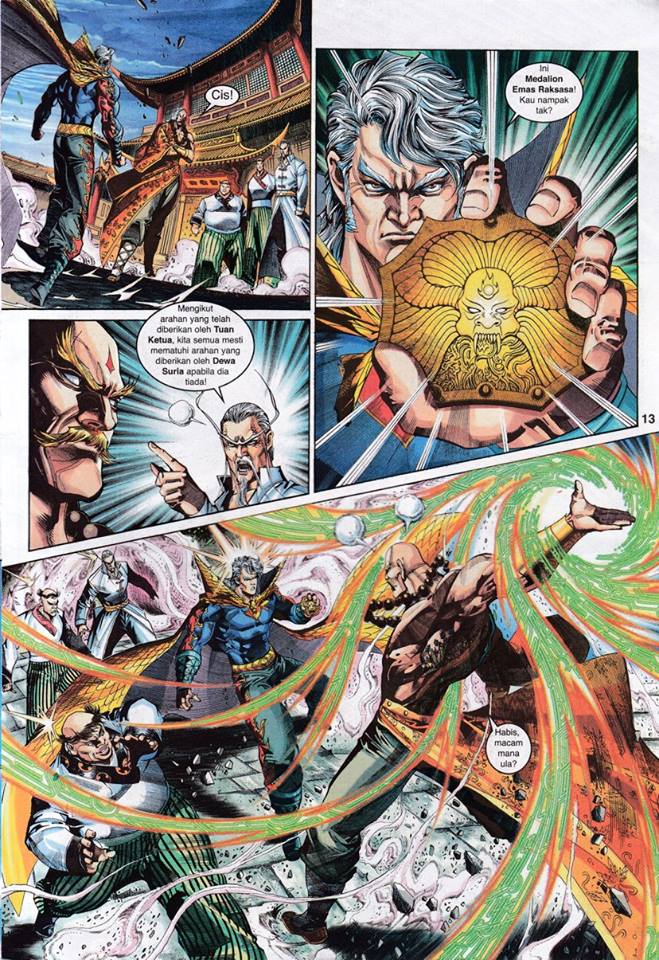 Cis!
Ini
Medalion
Emas Raksasa!
Kau nampak
tak?
Mengikut
arahan yang telah
diberikan oleh Tuan
Ketua, kita semua mesti
mematuhi arahan yang
diberikan oleh Dewa
Suria apabila dia
tiada!
13
Habis,
macam
mana
ula?